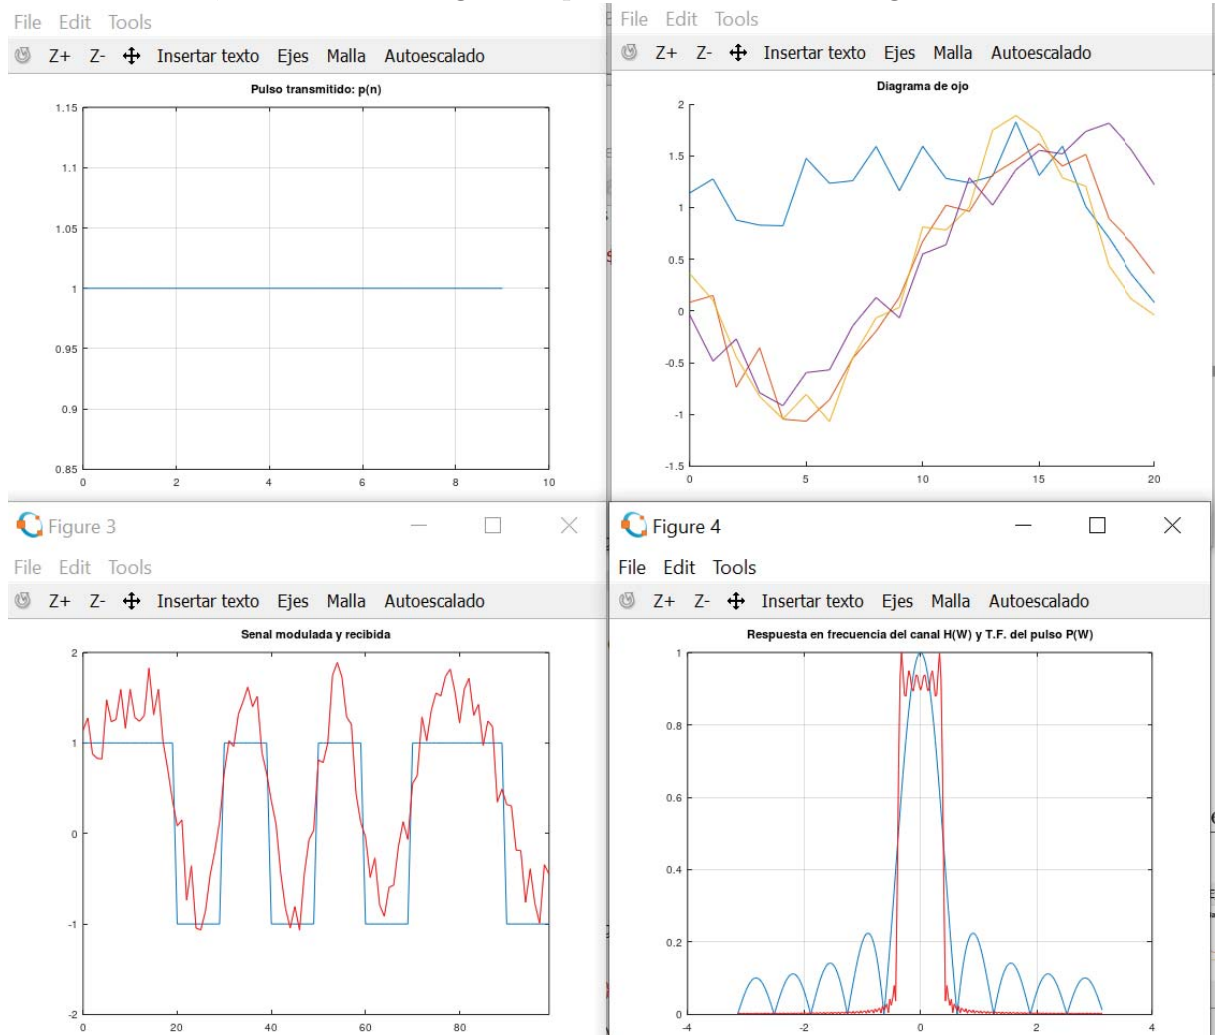 File Edit Tools
Z+ Z- Insertar texto Ejes Malla Autoescalado
Pulso transmitido: p(n)
1.15
1.1
1.05
1
0.95
0.9
0.85
0 2 4 6 8 10
File Edit Tools
Z+ Z- Insertar texto Ejes Malla Autoescalado
Diagrama de ojo
2
1.5
1
0.5
0
-0.5
-1
-1.5
0 5 10 15 20
Figure 3
File Edit Tools
Z+ Z- Insertar texto Ejes Malla Autoescalado
Senal modulada y recibida
2
1
0
-1
-2
0 20 40 60 80
Figure 4
File Edit Tools
Z+ Z- Insertar texto Ejes Malla Autoescalado
Respuesta en frecuencia del canal H(W) y T.F. del pulso P(W)
1
0.8
0.6
0.4
0.2
0
-4 -2 0 2 4